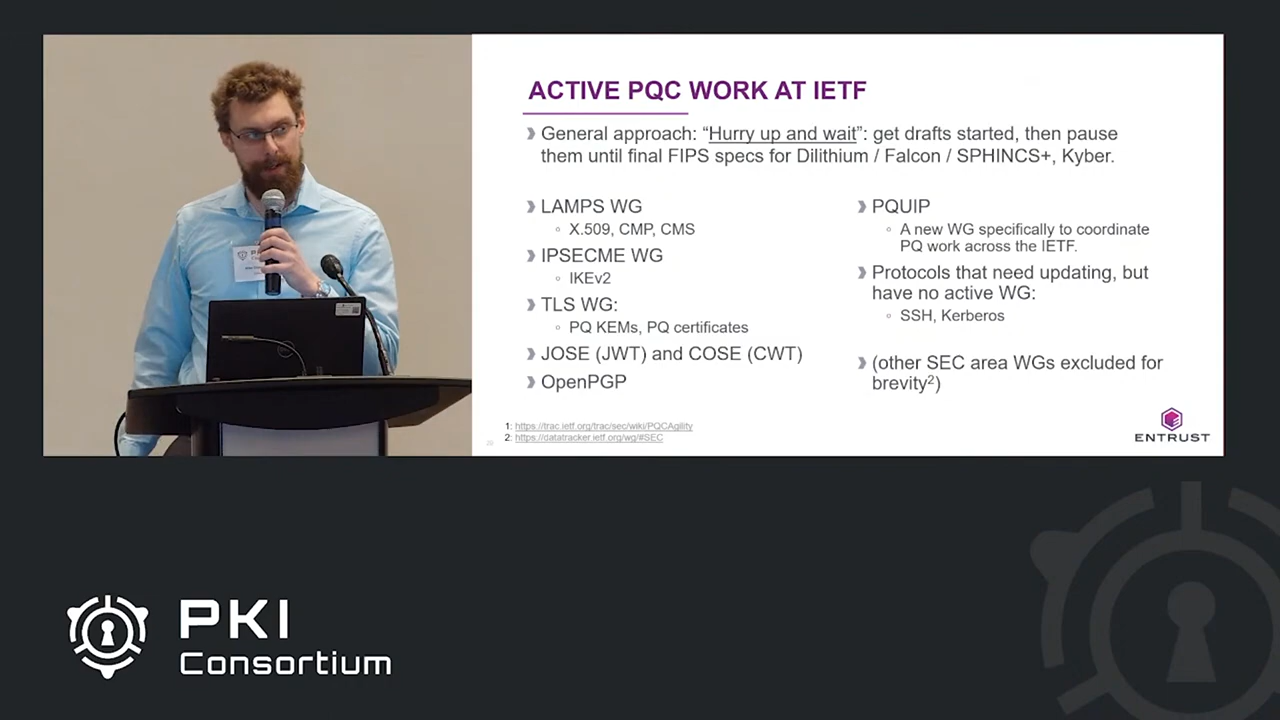 ACTIVE PQC WORK AT IETF
❯ General approach: “Hurry up and wait”: get drafts started, then pause
them until final FIPS specs for Dilithium / Falcon / SPHINCS+, Kyber.
❯ LAMPS WG
◦ X.509, CMP, CMS
❯ IPSECME WG
◦ IKEv2
❯ TLS WG:
◦ PQ KEMs, PQ certificates
❯ JOSE (JWT) and COSE (CWT)
❯ OpenPGP
❯ PQUIP
◦ A new WG specifically to coordinate
PQ work across the IETF.
❯ Protocols that need updating, but
have no active WG:
◦ SSH, Kerberos
❯ (other SEC area WGs excluded for
brevity²)
1: https://trac.ietf.org/trac/sec/wiki/PQCAgility
2: https://datatracker.ietf.org/wg/#SEC
ENTRUST
PKI
Consortium